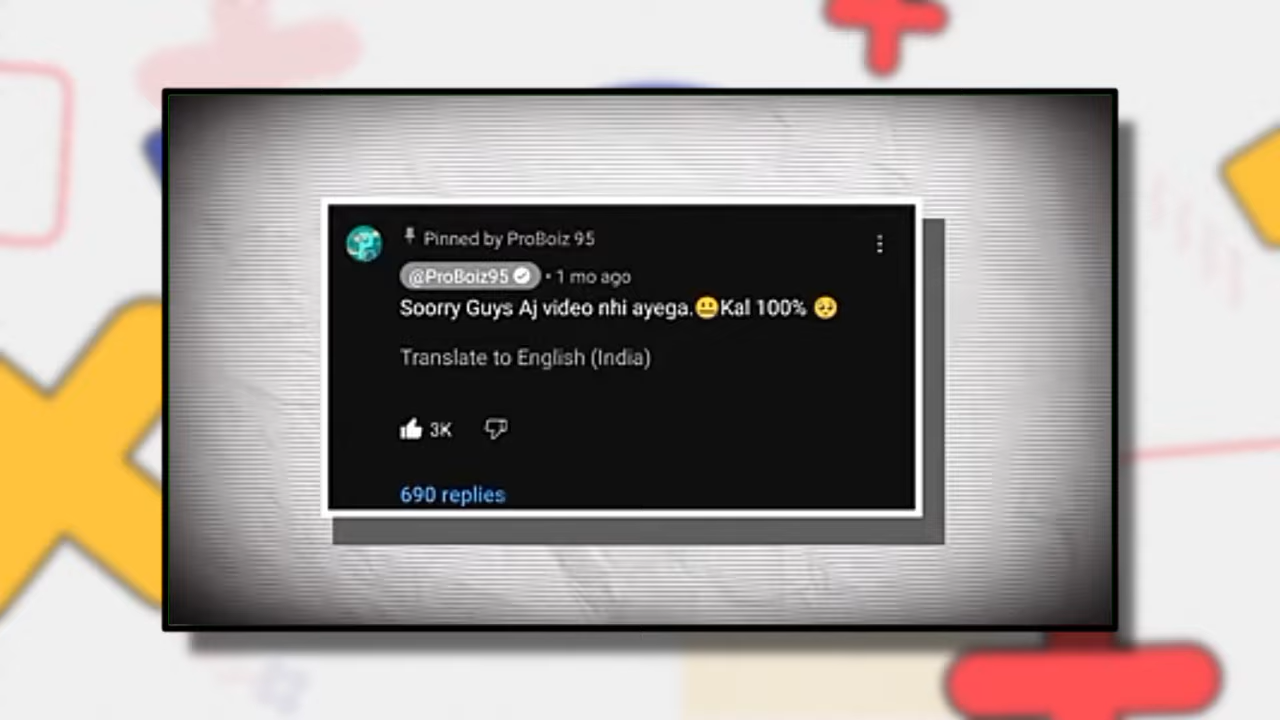 Pinned by ProBoiz 95
@ProBoiz95 • 1 mo ago
Soorry Guys Aj video nhi ayega.😐Kal 100% 🥺
Translate to English (India)
3K
690 replies